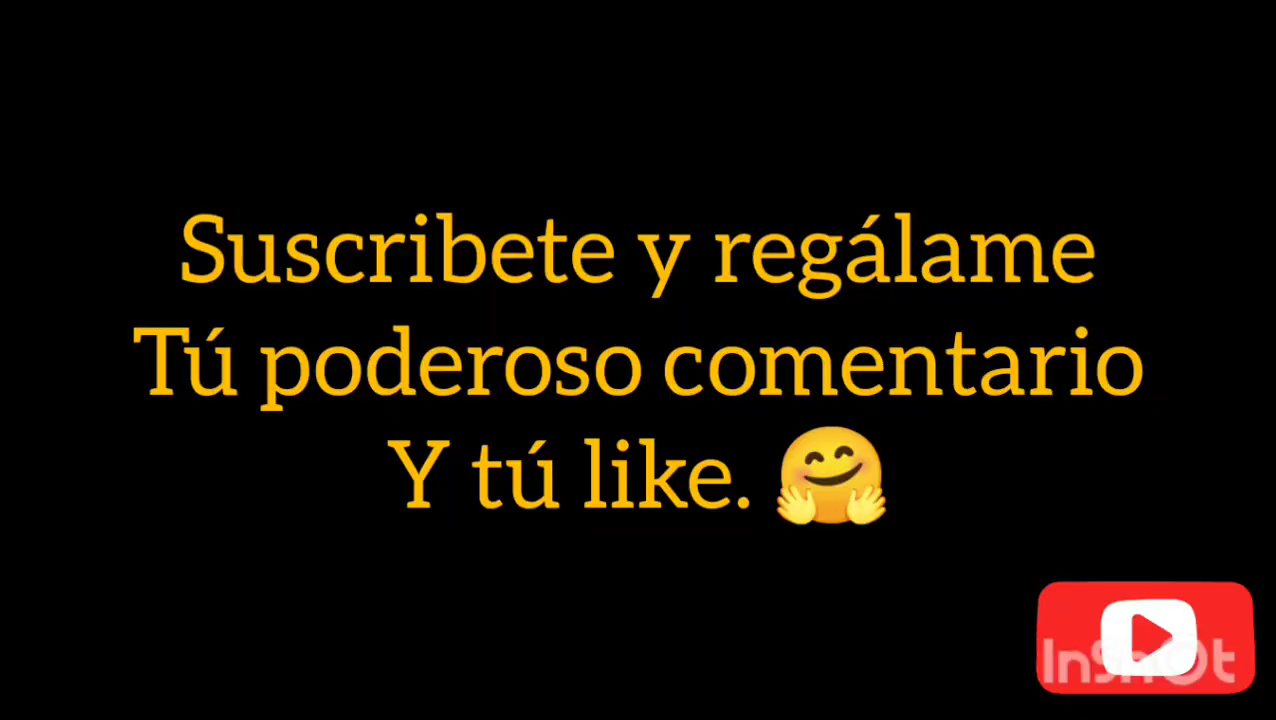 Suscribete y regálame
Tú poderoso comentario
Y tú like. 🤗
InShot